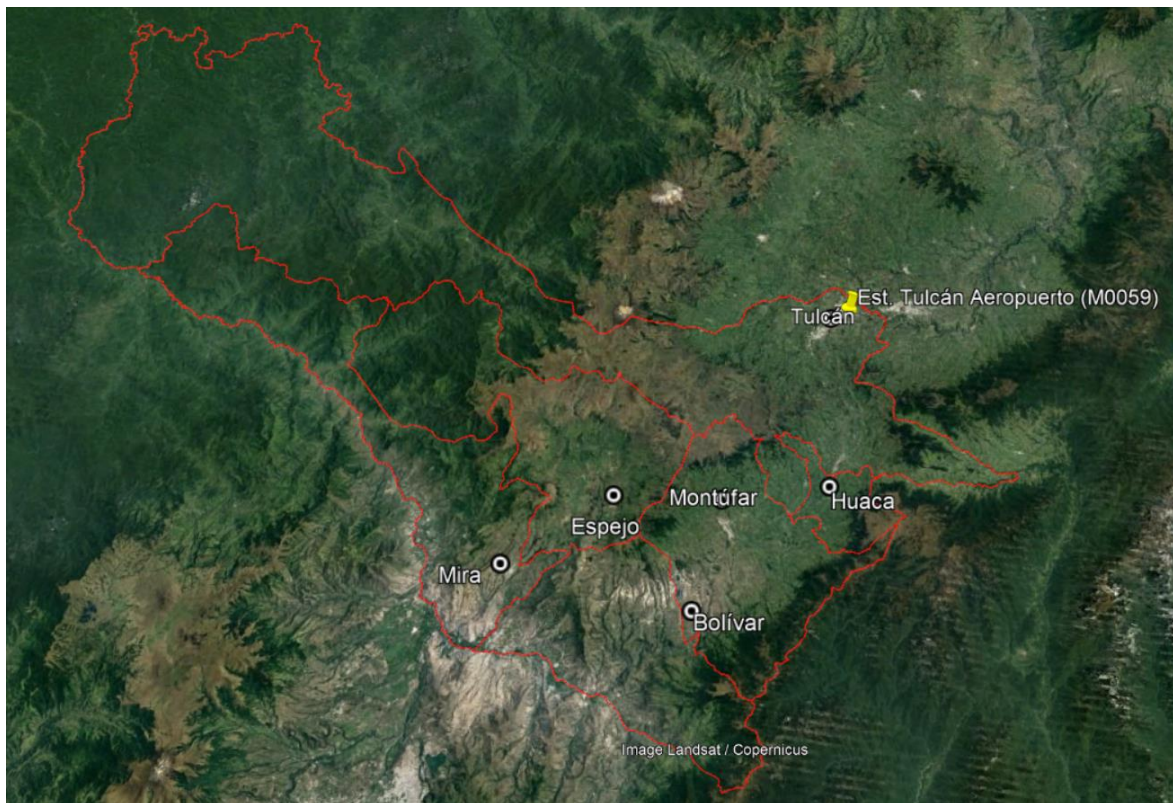 Est. Tulcán Aeropuerto (M0059)
Tulcán
Montúfar
Huaca
Espejo
Mira
Bolívar
Image Landsat / Copernicus